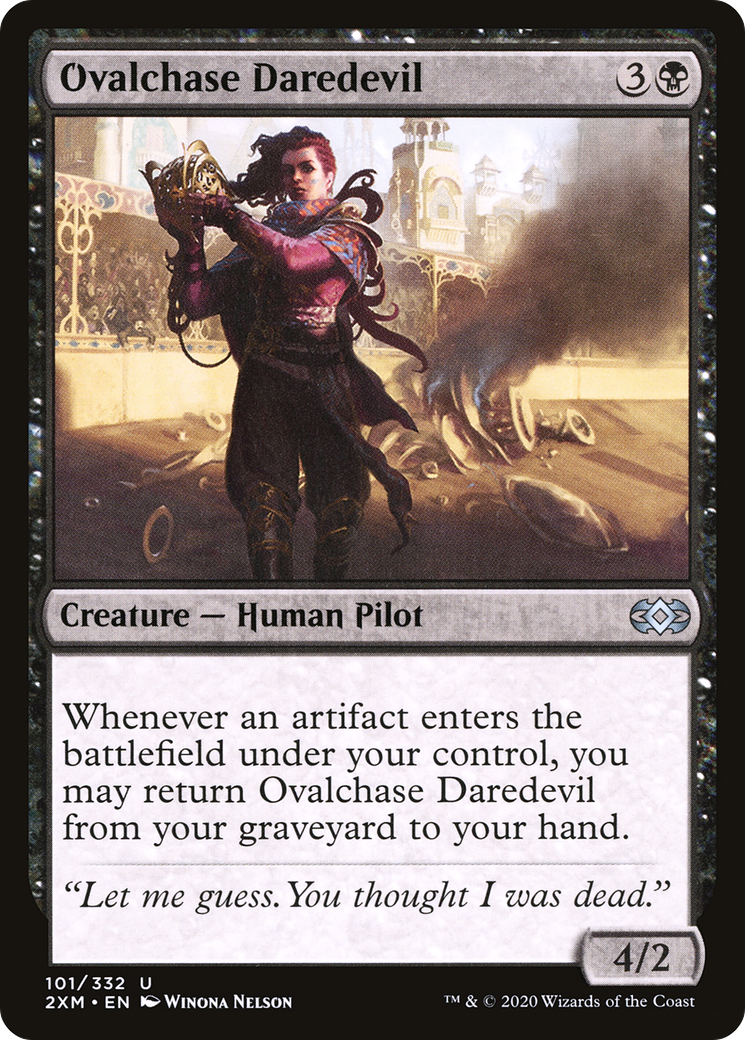 Ovalchase Daredevil 3
Creature — Human Pilot
Whenever an artifact enters the
battlefield under your control, you
may return Ovalchase Daredevil
from your graveyard to your hand.
“Let me guess. You thought I was dead.”
4/2
101/332 U
2XM • EN Winona Nelson
™ & © 2020 Wizards of the Coast